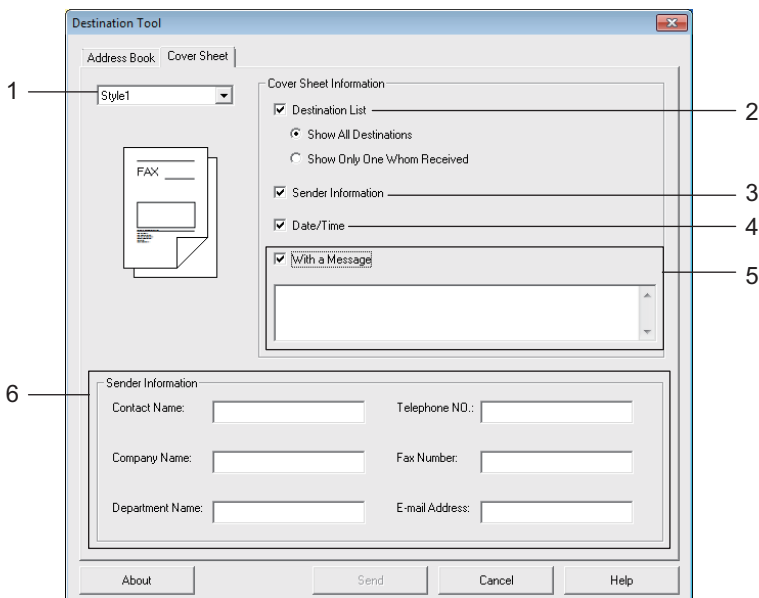 Destination Tool
Address Book Cover Sheet
1
Style1
FAX
Cover Sheet Information
Destination List
2
Show All Destinations
Show Only One Whom Received
Sender Information
3
Date/Time
4
With a Message
5
6
Sender Information
Contact Name:
Telephone NO.:
Company Name:
Fax Number:
Department Name:
E-mail Address:
About Send Cancel Help